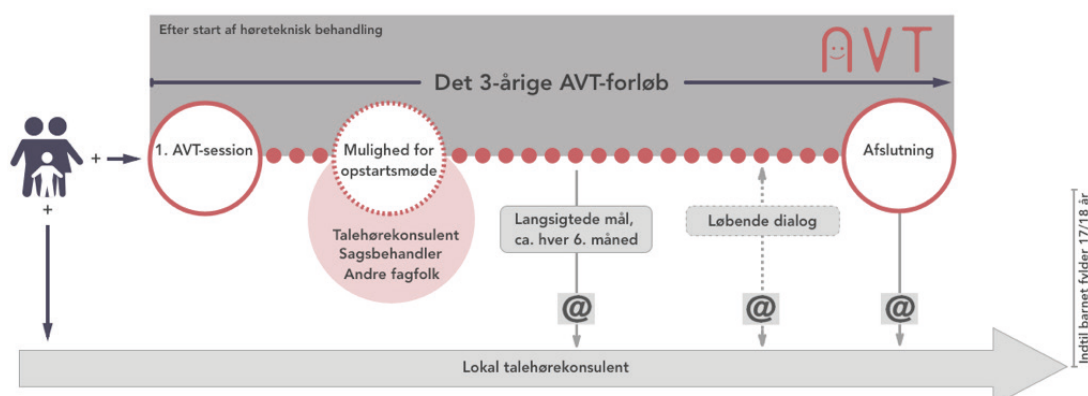 Efter start af høreteknisk behandling
AVT
Det 3-årige AVT-forløb
+
1. AVT-session
Mulighed for
opstartsmøde
Afslutning
+
Talehørekonsulent
Sagsbehandler
Andre fagfolk
Langsigtede mål,
ca. hver 6. måned
Løbende dialog
@
@
@
Lokal talehørekonsulent
Indtil barnet fylder 17/18 år